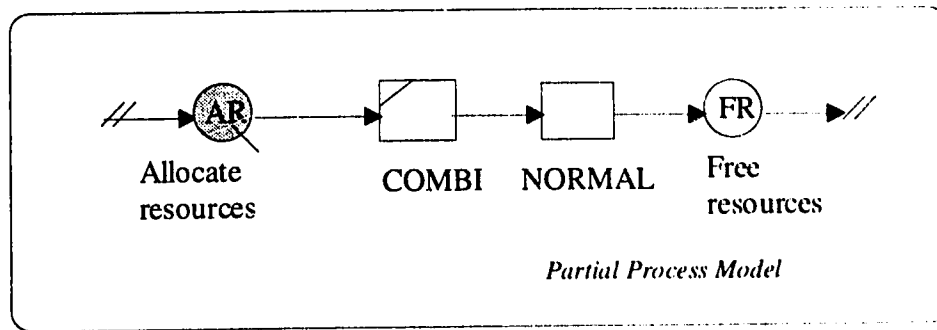 AR
FR
Allocate
resources
COMBI
NORMAL
Free
resources
Partial Process Model